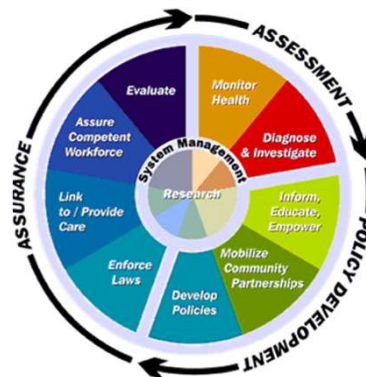 ASSESSMENT
POLICY DEVELOPMENT
ASSURANCE
Monitor
Health
Diagnose
& Investigate
Inform,
Educate,
Empower
Mobilize
Community
Partnerships
Develop
Policies
Enforce
Laws
Link
to / Provide
Care
Assure
Competent
Workforce
Evaluate
System Management
Research